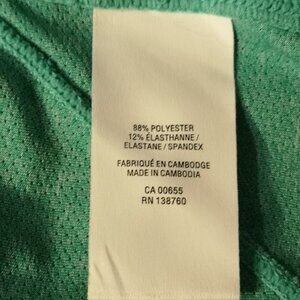 88% POLYESTER
12% ÉLASTHANNE /
ELASTANE / SPANDEX
FABRIQUÉ EN CAMBODGE
MADE IN CAMBODIA
CA 00655
RN 138760